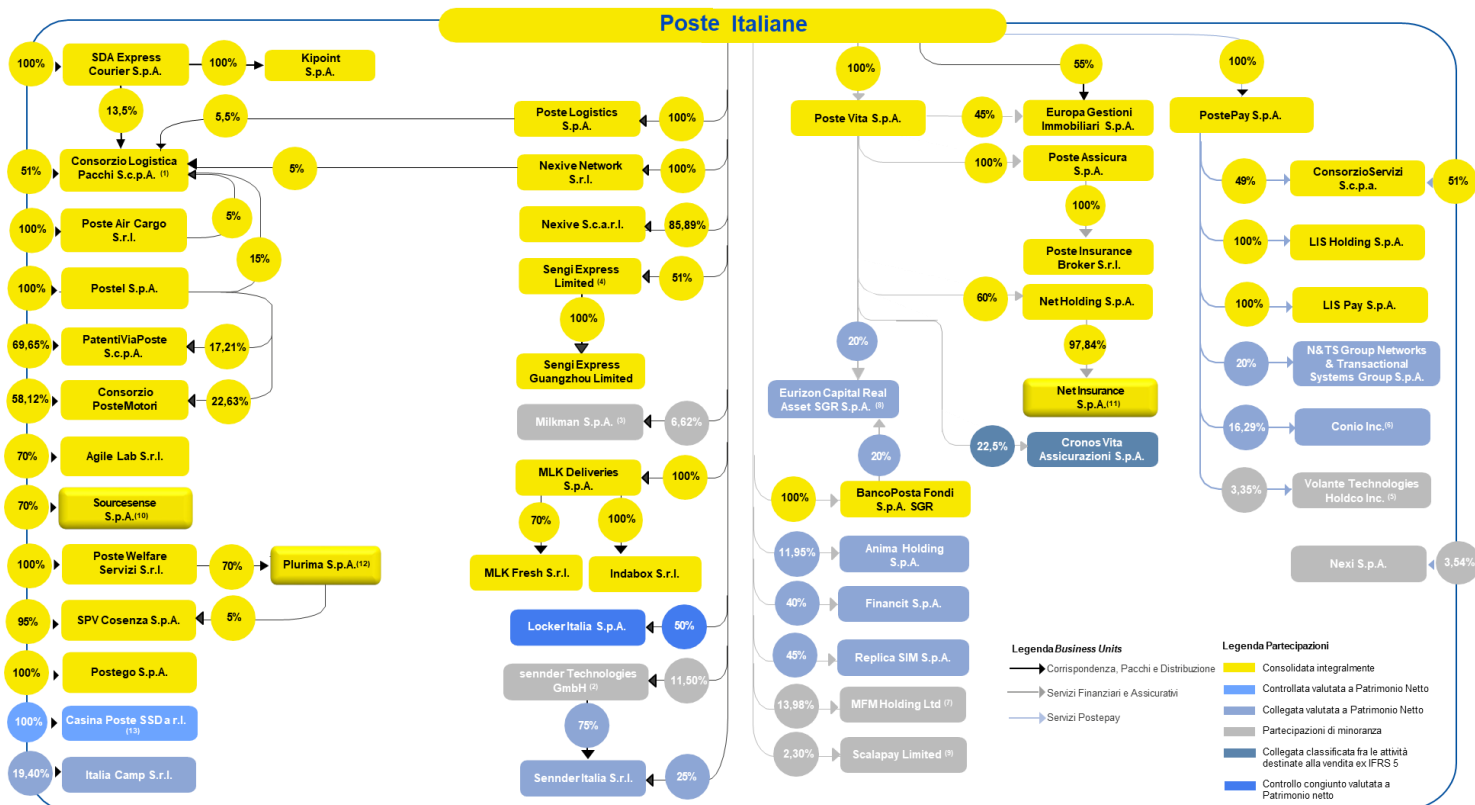 Poste Italiane
100%
SDA Express
Courier S.p.A.
100%
Kipoint
S.p.A.
13,5%
5,5%
51%
Consorzio Logistica
Pacchi S.c.p.A. (1)
5%
100%
Poste Air Cargo
S.r.l.
5%
15%
100%
Postel S.p.A.
69,65%
PatentiViaPoste
S.c.p.A.
17,21%
58,12%
Consorzio
PosteMotori
22,63%
70%
Agile Lab S.r.l.
70%
Sourcesense
S.p.A.(10)
100%
Poste Welfare
Servizi S.r.l.
70%
Plurima S.p.A.(12)
95%
SPV Cosenza S.p.A.
5%
100%
Postego S.p.A.
100%
Casina Poste SSD a r.l.
(13)
19,40%
Italia Camp S.r.l.
Poste Logistics
S.p.A.
100%
Nexive Network
S.r.l.
100%
Nexive S.c.a.r.l.
85,89%
Sengi Express
Limited (4)
51%
100%
Sengi Express
Guangzhou Limited
Milkman S.p.A. (3)
6,62%
MLK Deliveries
S.p.A.
100%
70%
100%
MLK Fresh S.r.l.
Indabox S.r.l.
Locker Italia S.p.A.
50%
sennder Technologies
GmbH (2)
11,50%
75%
Sennder Italia S.r.l.
25%
100%
55%
Poste Vita S.p.A.
45%
Europa Gestioni
Immobiliari S.p.A.
100%
Poste Assicura
S.p.A.
100%
Poste Insurance
Broker S.r.l.
60%
Net Holding S.p.A.
97,84%
Net Insurance
S.p.A.(11)
20%
Eurizon Capital Real
Asset SGR S.p.A. (8)
20%
22,5%
Cronos Vita
Assicurazioni S.p.A.
100%
BancoPosta Fondi
S.p.A. SGR
11,95%
Anima Holding
S.p.A.
40%
Financit S.p.A.
45%
Replica SIM S.p.A.
13,98%
MFM Holding Ltd (7)
2,30%
Scalapay Limited (9)
100%
PostePay S.p.A.
49%
ConsorzioServizi
S.c.p.a.
51%
100%
LIS Holding S.p.A.
100%
LIS Pay S.p.A.
20%
N&TS Group Networks
& Transactional
Systems Group S.p.A.
16,29%
Conio Inc.(6)
3,35%
Volante Technologies
Holdco Inc. (5)
Nexi S.p.A.
3,54%
Legenda Business Units
Corrispondenza, Pacchi e Distribuzione
Servizi Finanziari e Assicurativi
Servizi Postepay
Legenda Partecipazioni
Consolidata integralmente
Controllata valutata a Patrimonio Netto
Collegata valutata a Patrimonio Netto
Partecipazioni di minoranza
Collegata classificata fra le attività
destinate alla vendita ex IFRS 5
Controllo congiunto valutata a
Patrimonio netto